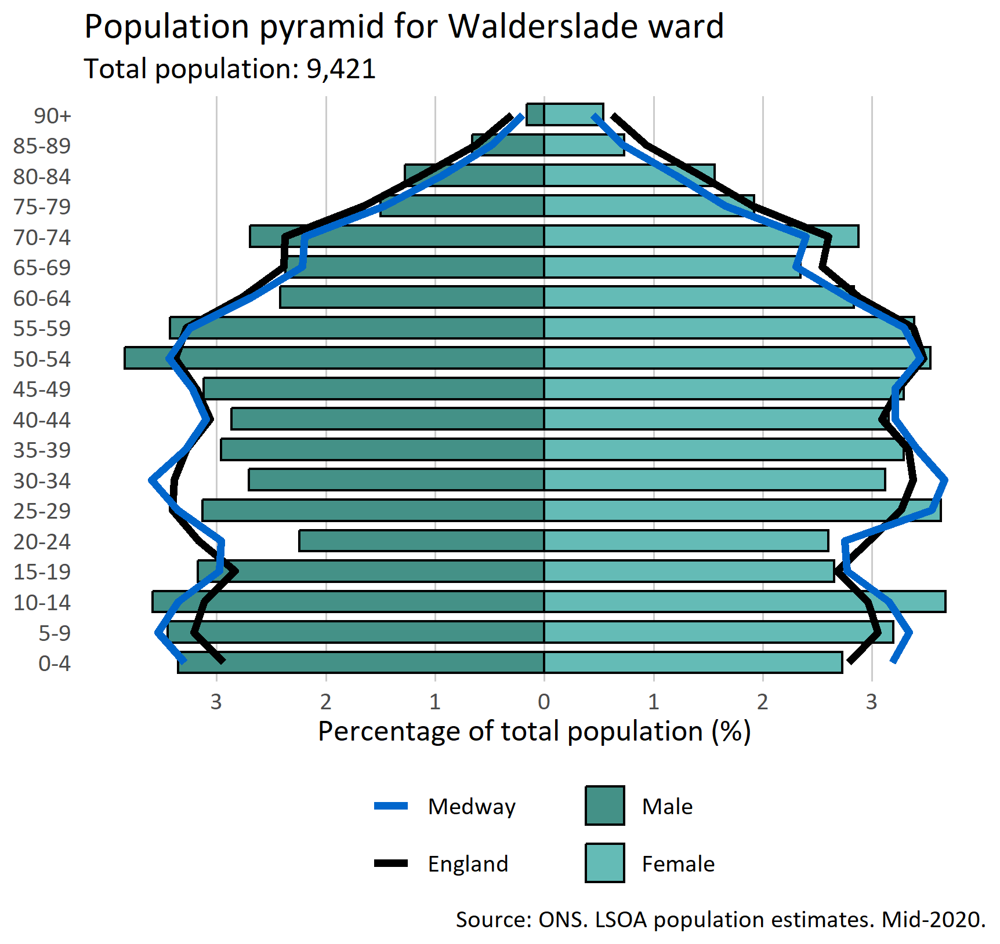 Population pyramid for Walderslade ward
Total population: 9,421
90+
85-89
80-84
75-79
70-74
65-69
60-64
55-59
50-54
45-49
40-44
35-39
30-34
25-29
20-24
15-19
10-14
5-9
0-4
3 2 1 0 1 2 3
Percentage of total population (%)
Medway Male
England Female
Source: ONS. LSOA population estimates. Mid-2020.